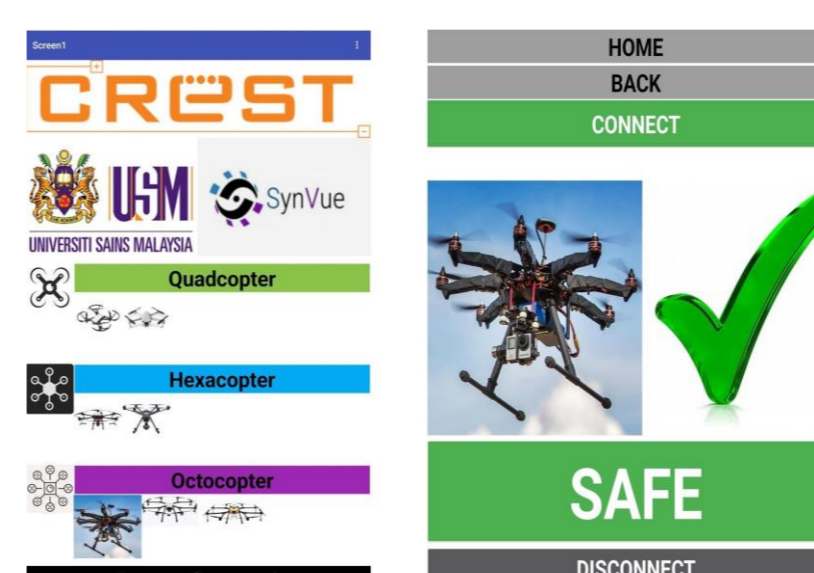 Screen1
CREST
USM
UNIVERSITI SAINS MALAYSIA
SynVue
Quadcopter
Hexacopter
Octocopter
HOME
BACK
CONNECT
SAFE
DISCONNECT